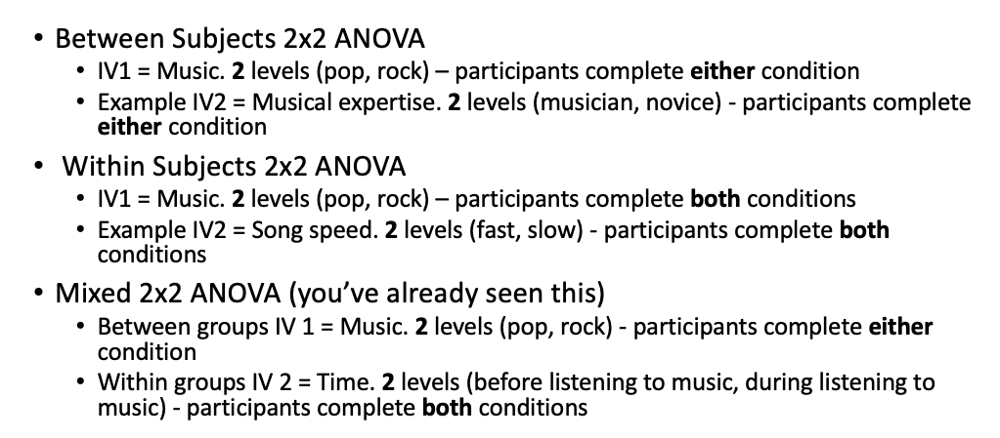 • Between Subjects 2x2 ANOVA
• IV1 = Music. 2 levels (pop, rock) – participants complete either condition
• Example IV2 = Musical expertise. 2 levels (musician, novice) - participants complete
either condition
• Within Subjects 2x2 ANOVA
• IV1 = Music. 2 levels (pop, rock) – participants complete both conditions
• Example IV2 = Song speed. 2 levels (fast, slow) - participants complete both
conditions
• Mixed 2x2 ANOVA (you’ve already seen this)
• Between groups IV 1 = Music. 2 levels (pop, rock) - participants complete either
condition
• Within groups IV 2 = Time. 2 levels (before listening to music, during listening to
music) - participants complete both conditions